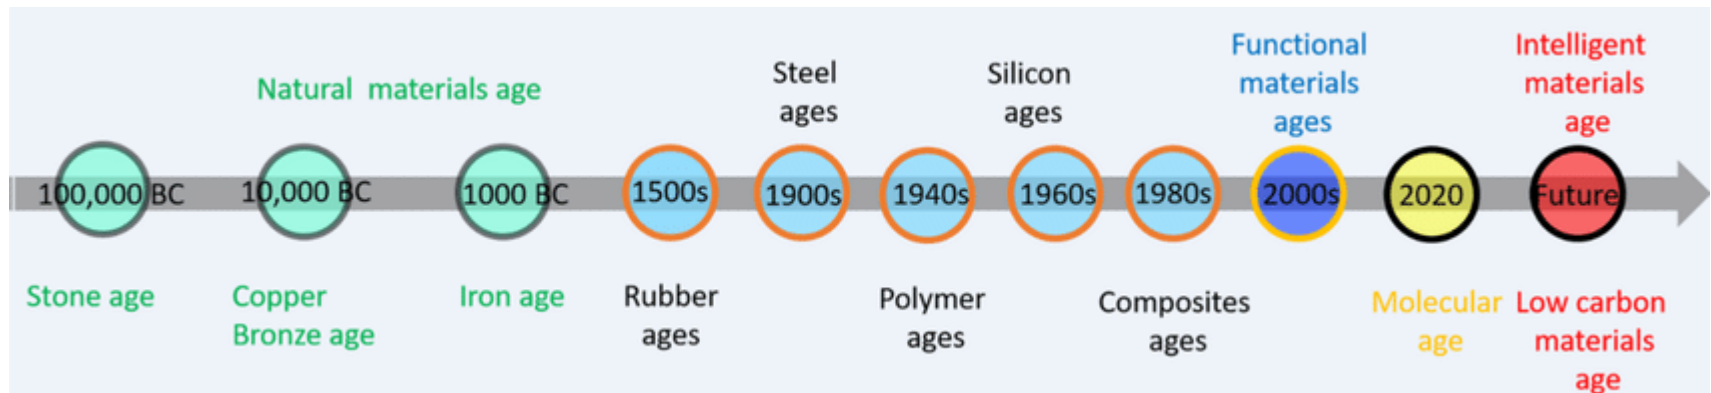 Natural materials age
Steel
ages
Silicon
ages
Functional
materials
ages
Intelligent
materials
age
100,000 BC
10,000 BC
1000 BC
1500s
1900s
1940s
1960s
1980s
2000s
2020
Future
Stone age
Copper
Bronze age
Iron age
Rubber
ages
Polymer
ages
Composites
ages
Molecular
age
Low carbon
materials
age